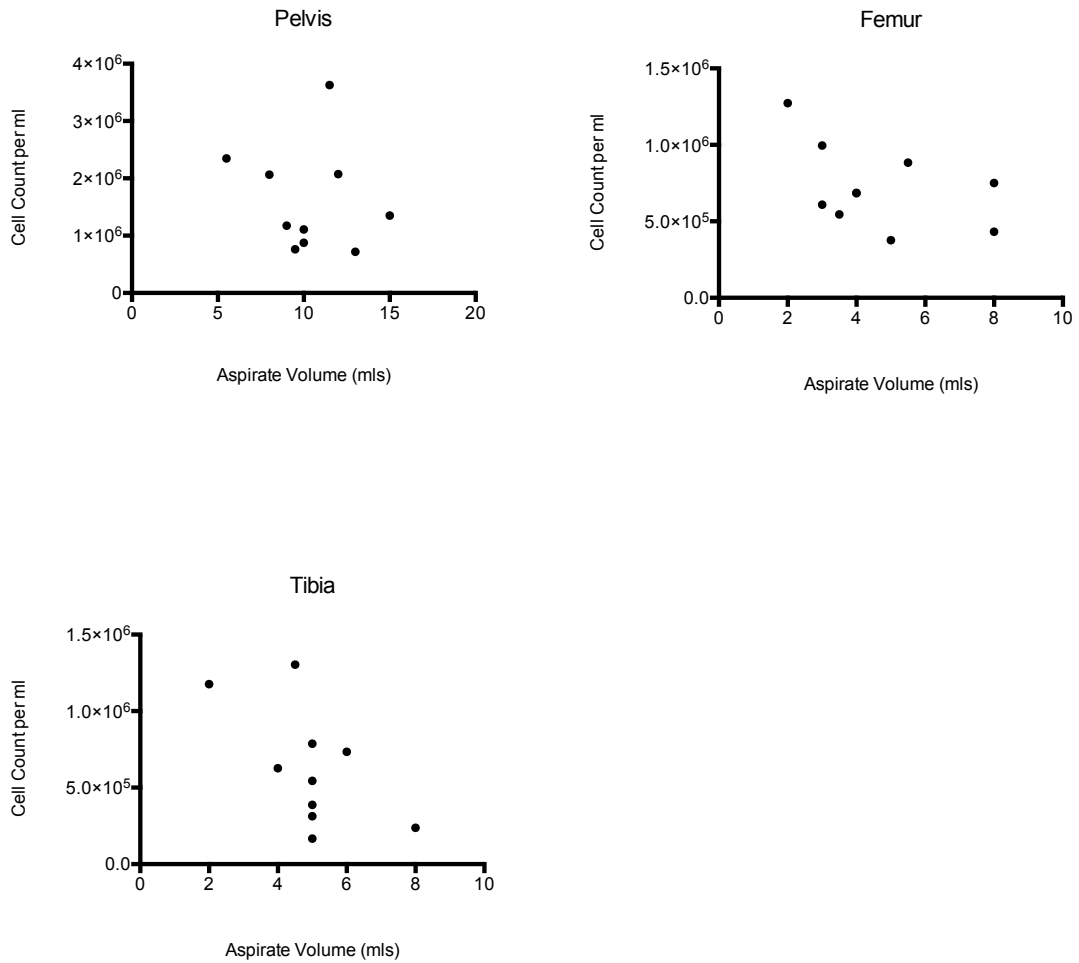 Pelvis
4×10⁶
3×10⁶
2×10⁶
1×10⁶
0
Cell Count per ml
0 5 10 15 20
Aspirate Volume (mls)
Femur
1.5×10⁶
1.0×10⁶
5.0×10⁵
0.0
Cell Count per ml
0 2 4 6 8 10
Aspirate Volume (mls)
Tibia
1.5×10⁶
1.0×10⁶
5.0×10⁵
0.0
Cell Count per ml
0 2 4 6 8 10
Aspirate Volume (mls)